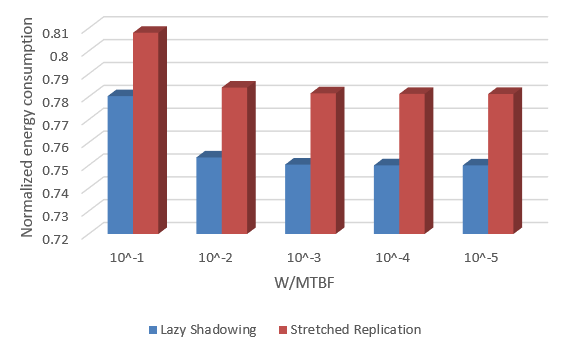 Normalized energy consumption
0.81
0.8
0.79
0.78
0.77
0.76
0.75
0.74
0.73
0.72
10^-1 10^-2 10^-3 10^-4 10^-5
W/MTBF
Lazy Shadowing Stretched Replication